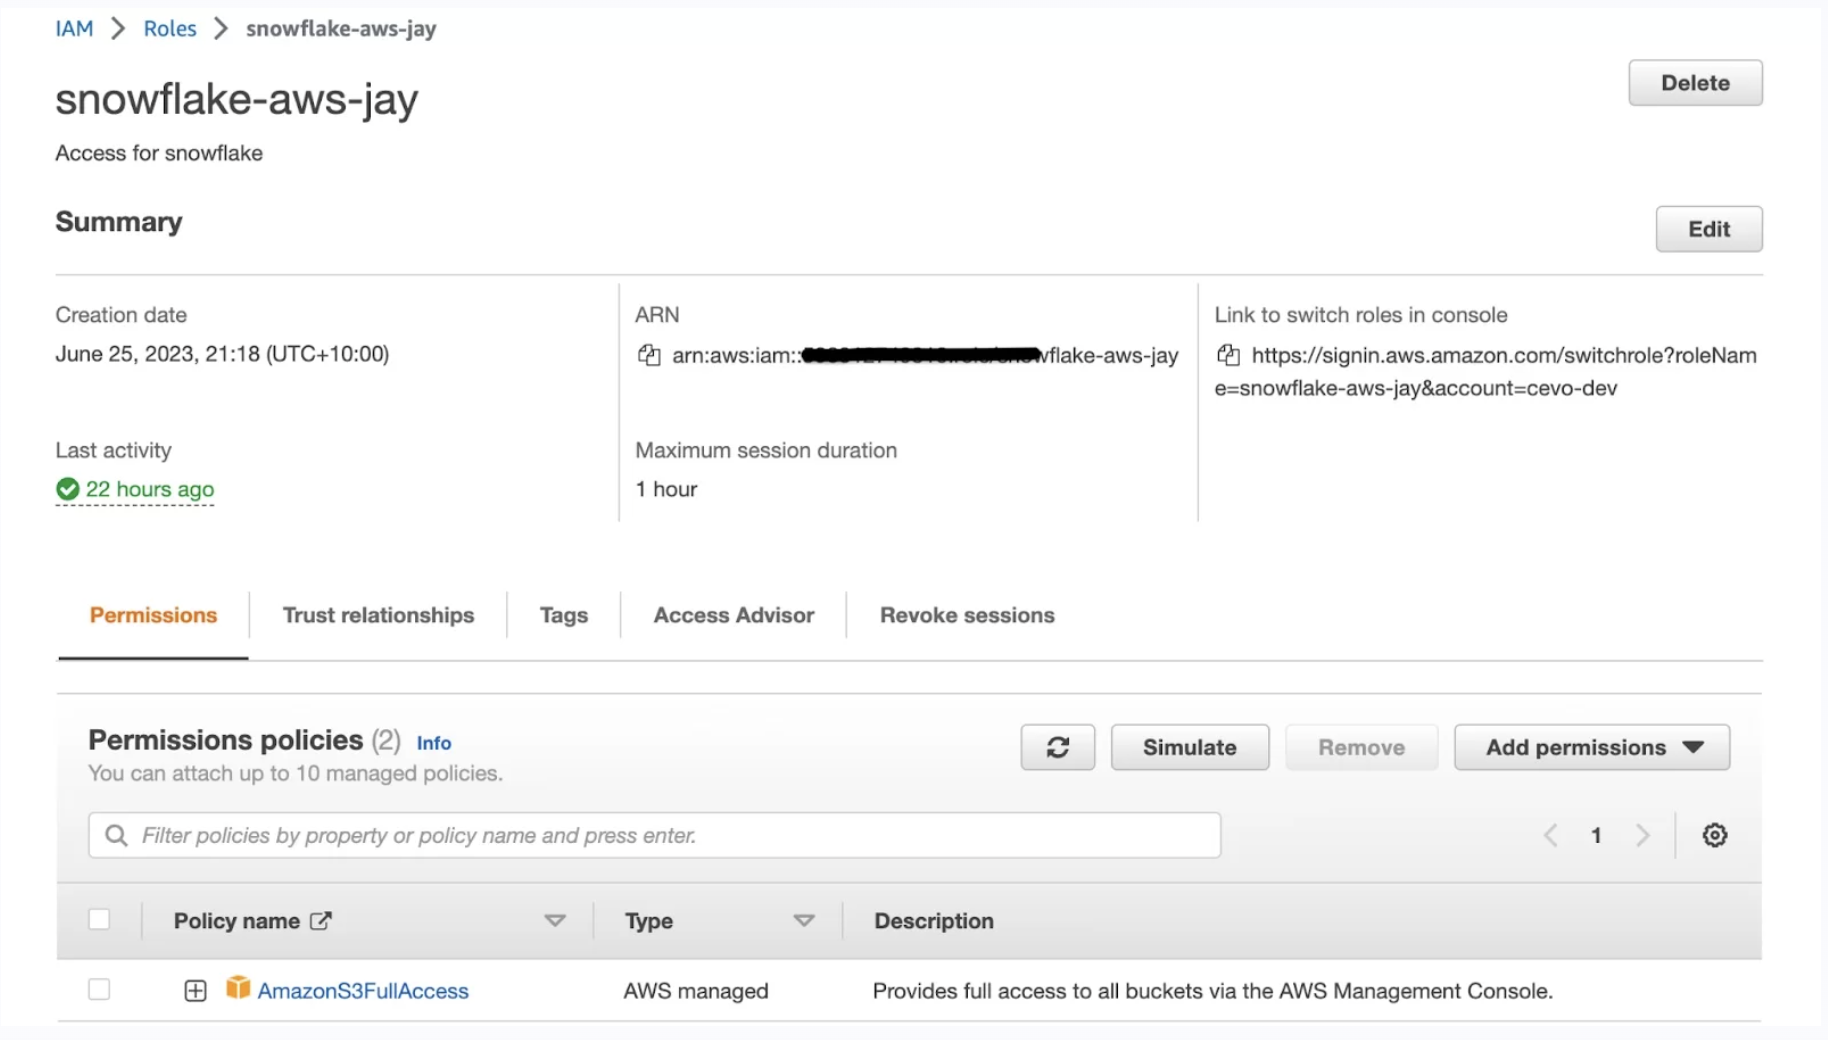 IAM > Roles > snowflake-aws-jay
snowflake-aws-jay
Delete
Access for snowflake
Summary
Edit
Creation date
June 25, 2023, 21:18 (UTC+10:00)
ARN
arn:aws:iam:: flake-aws-jay
Link to switch roles in console
https://signin.aws.amazon.com/switchrole?roleNam
e=snowflake-aws-jay&account=cevo-dev
Last activity
22 hours ago
Maximum session duration
1 hour
Permissions
Trust relationships
Tags
Access Advisor
Revoke sessions
Permissions policies (2) Info
You can attach up to 10 managed policies.
Simulate
Remove
Add permissions
Filter policies by property or policy name and press enter.
1
Policy name
Type
Description
AmazonS3FullAccess
AWS managed
Provides full access to all buckets via the AWS Management Console.